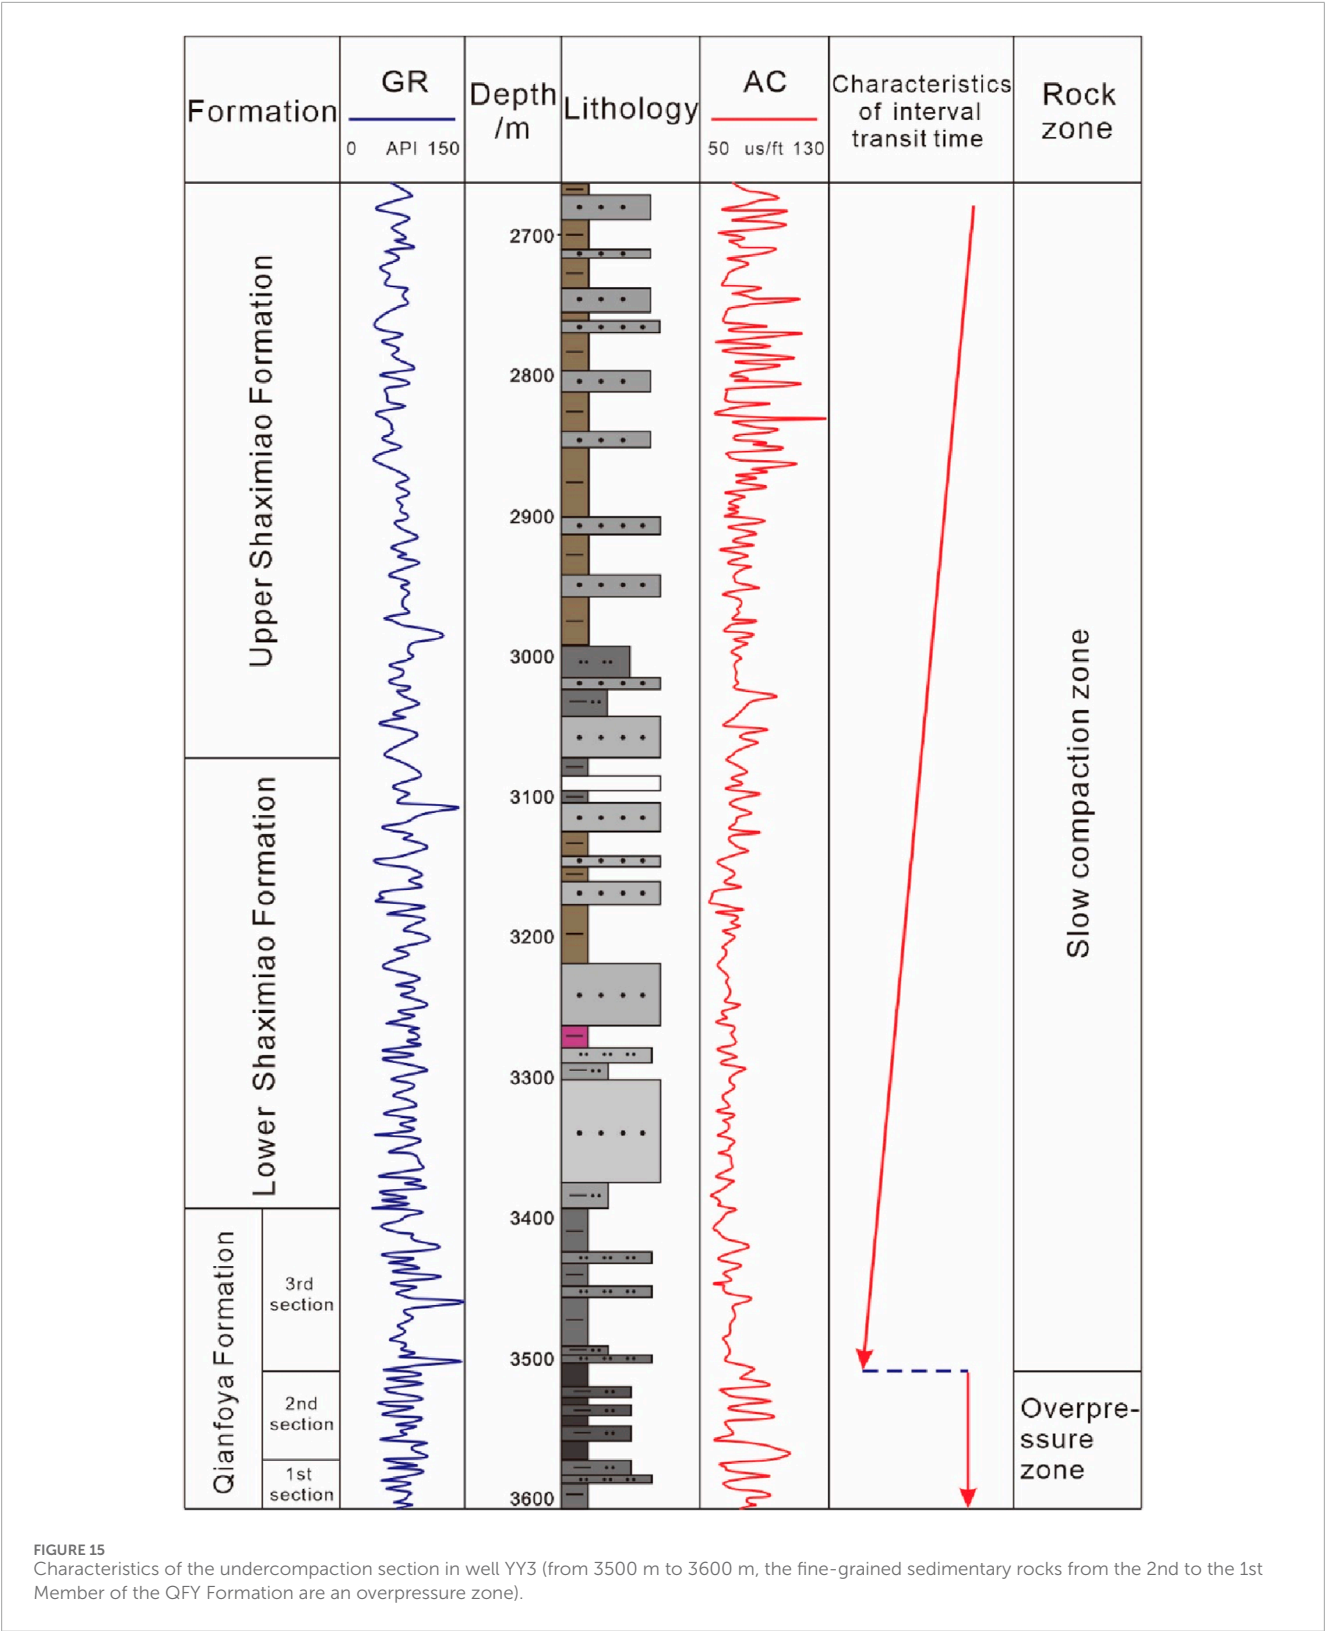 Formation
GR
0 API 150
Depth
/m
Lithology
AC
50 us/ft 130
Characteristics
of interval
transit time
Rock
zone
Upper Shaximiao Formation
Lower Shaximiao Formation
Qianfoya Formation
3rd
section
2nd
section
1st
section
2700
2800
2900
3000
3100
3200
3300
3400
3500
3600
Slow compaction zone
Overpre-
ssure
zone
FIGURE 15
Characteristics of the undercompaction section in well YY3 (from 3500 m to 3600 m, the fine-grained sedimentary rocks from the 2nd to the 1st
Member of the QFY Formation are an overpressure zone).